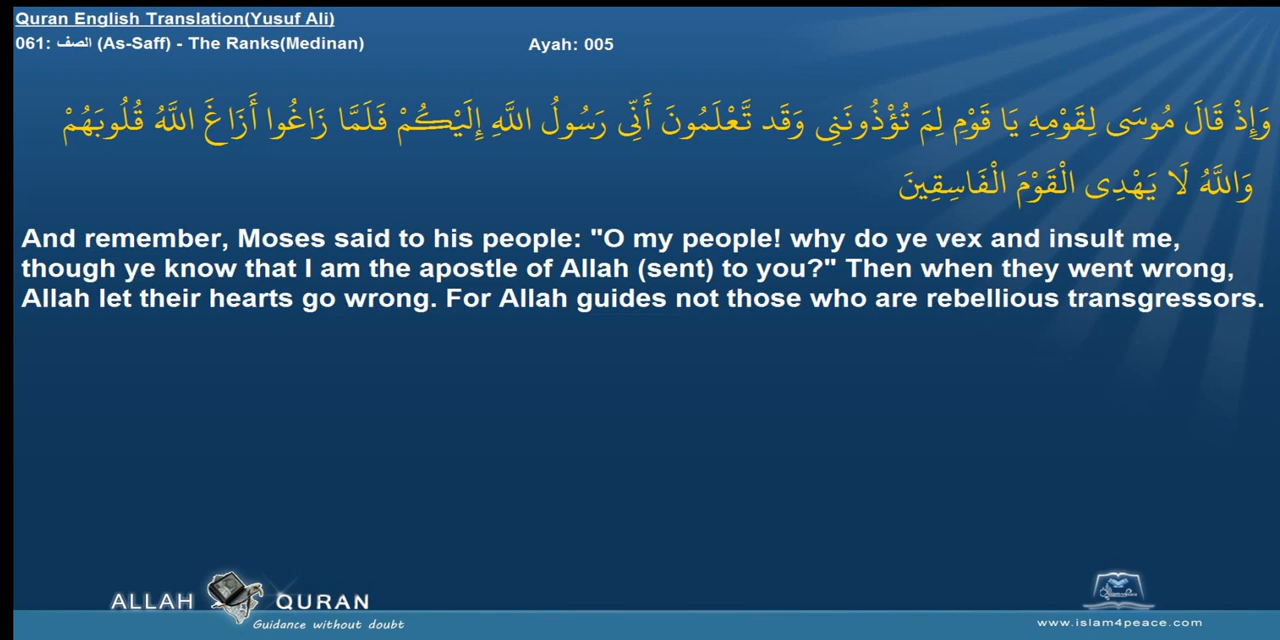 Quran English Translation(Yusuf Ali)
061: الصف (As-Saff) - The Ranks(Medinan)
Ayah: 005
وَإِذْ قَالَ مُوسَى لِقَوْمِهِ يَا قَوْمِ لِمَ تُؤْذُونَنِى وَقَد تَّعْلَمُونَ أَنِّى رَسُولُ اللَّهِ إِلَيْكُمْ فَلَمَّا زَاغُوا أَزَاغَ اللَّهُ قُلُوبَهُمْ
وَاللَّهُ لَا يَهْدِى الْقَوْمَ الْفَاسِقِينَ
And remember, Moses said to his people: "O my people! why do ye vex and insult me,
though ye know that I am the apostle of Allah (sent) to you?" Then when they went wrong,
Allah let their hearts go wrong. For Allah guides not those who are rebellious transgressors.
ALLAH QURAN
Guidance without doubt
www.islam4peace.com